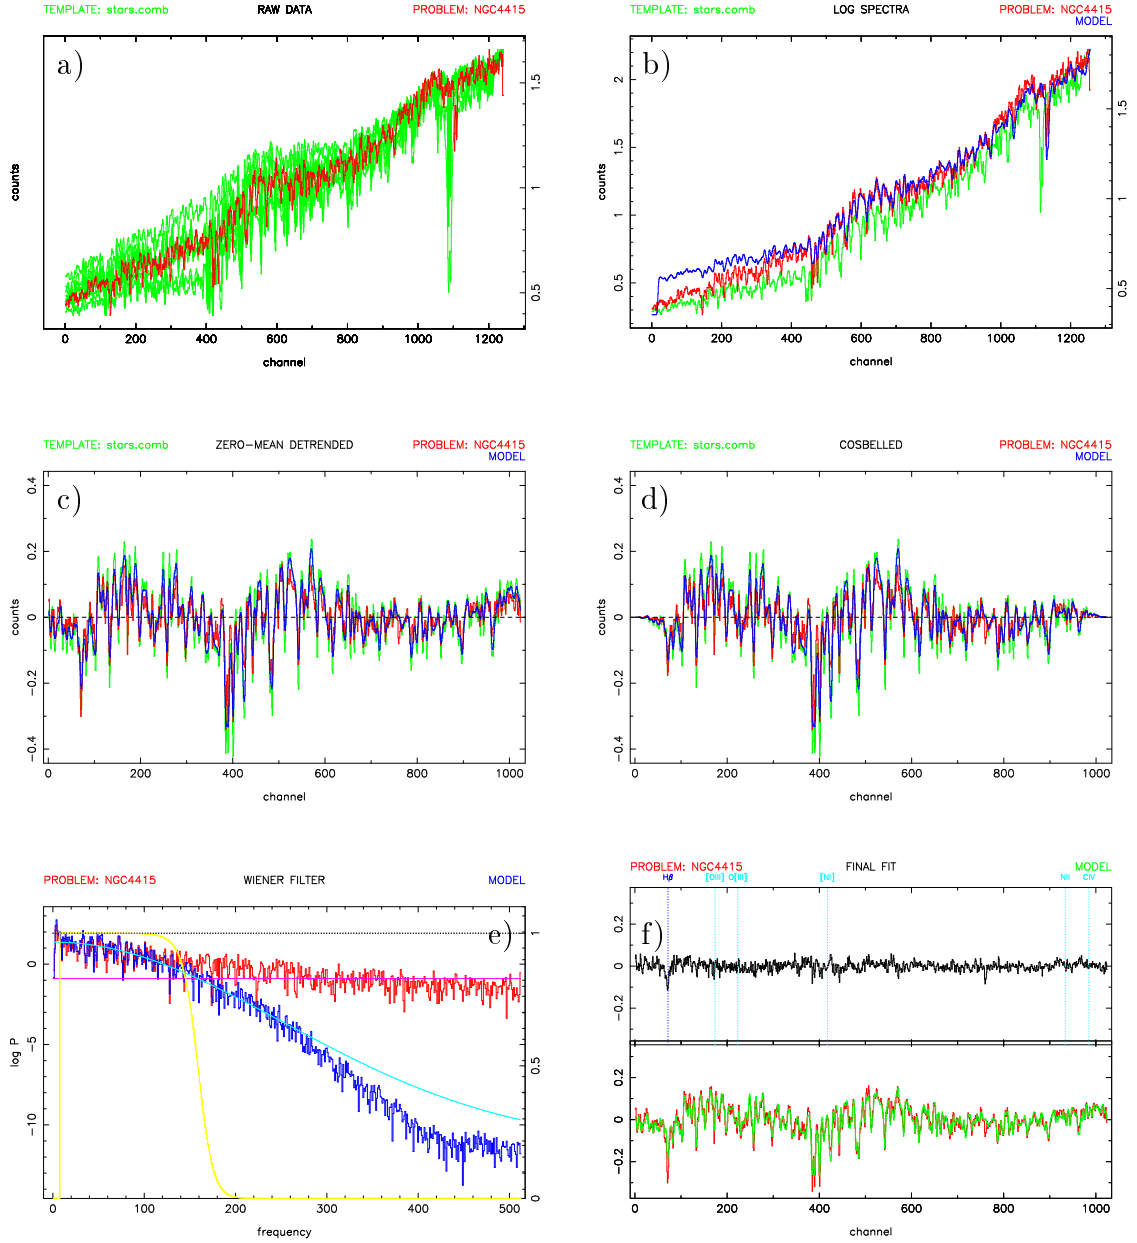 TEMPLATE: stars.comb RAW DATA PROBLEM: NGC4415
a)
counts
0.5 1 1.5
0 200 400 600 800 1000 1200
channel
TEMPLATE: stars.comb LOG SPECTRA PROBLEM: NGC4415
MODEL
b)
counts
0.5 1 1.5 2
0.5 1 1.5
0 200 400 600 800 1000 1200
channel
TEMPLATE: stars.comb ZERO-MEAN DETRENDED PROBLEM: NGC4415
MODEL
c)
counts
−0.4 −0.2 0 0.2 0.4
0 200 400 600 800 1000
channel
TEMPLATE: stars.comb COSBELLED PROBLEM: NGC4415
MODEL
d)
counts
−0.4 −0.2 0 0.2 0.4
0 200 400 600 800 1000
channel
PROBLEM: NGC4415 WIENER FILTER MODEL
e)
log P
−10 −5 0
0 0.5 1
0 100 200 300 400 500
frequency
PROBLEM: NGC4415 FINAL FIT MODEL
Hβ [OIII] O[III] [NI] NII CIV
f)
−0.2 0 0.2
−0.2 0 0.2
0 200 400 600 800 1000
channel